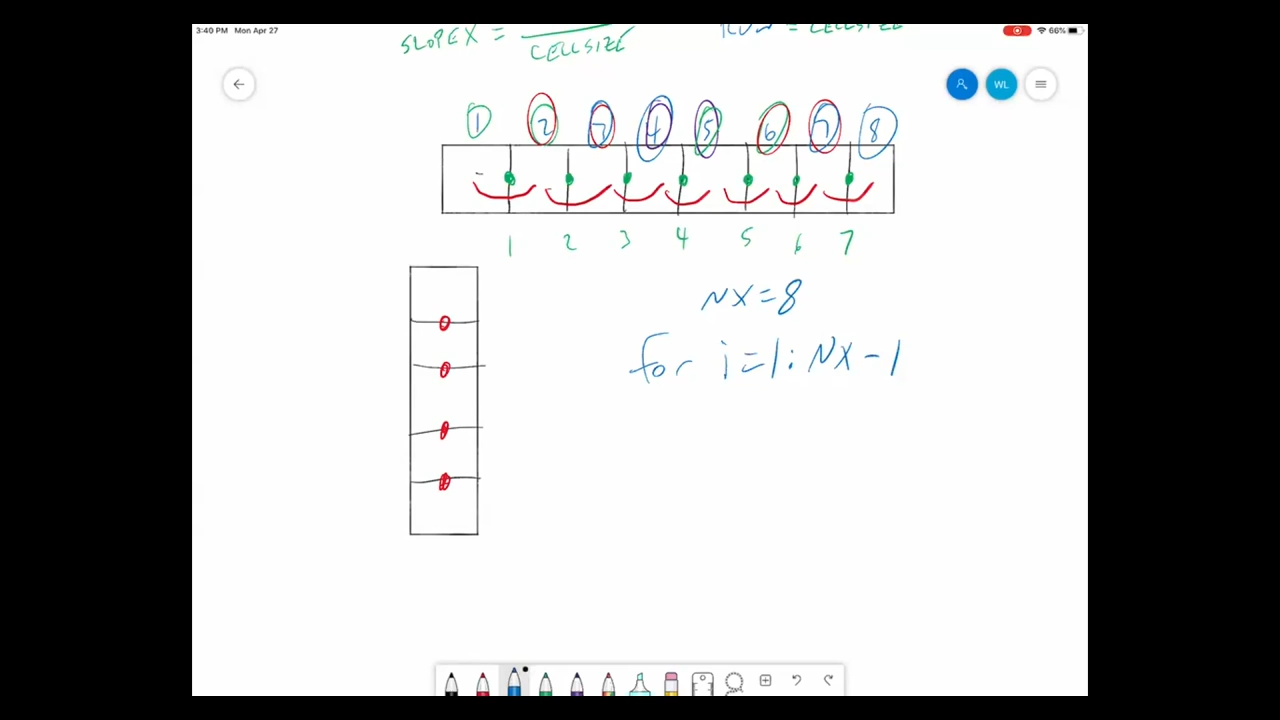 3:40 PM Mon Apr 27
66%
SLOPEX = CELLSIZE
= CELLSIZE
WL
1 2 3 4 5 6 7 8
1 2 3 4 5 6 7
NX=8
for i=1:NX-1